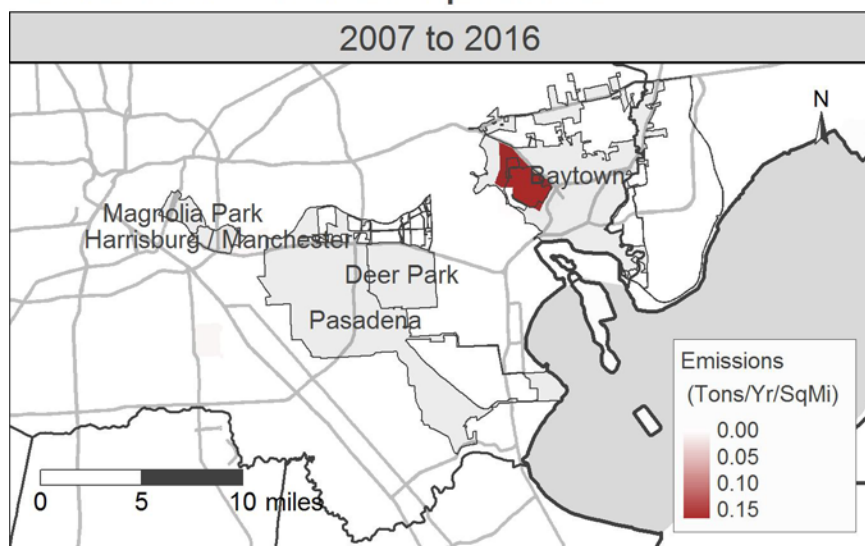 2007 to 2016
N
Baytown
Magnolia Park
Harrisburg Manchester
Deer Park
Pasadena
Emissions
(Tons/Yr/SqMi)
0.00
0.05
0.10
0.15
0 5 10 miles